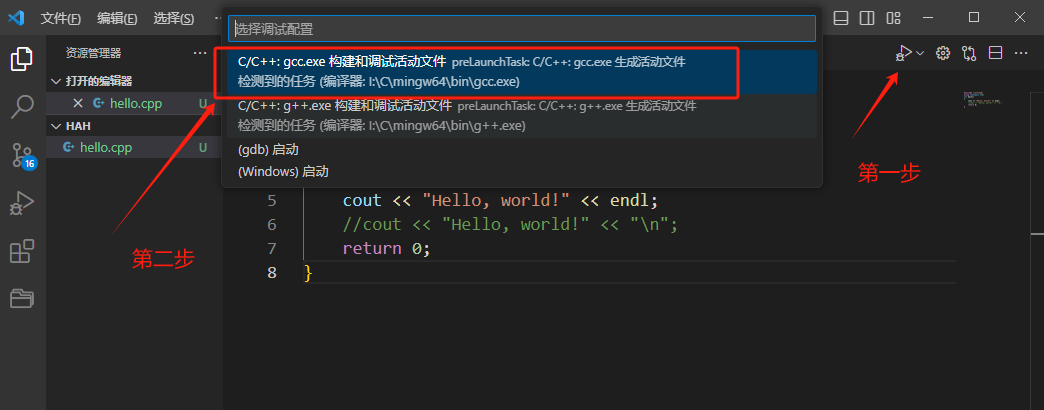 文件(F) 编辑(E) 选择(S) ···
选择调试配置
C/C++: gcc.exe 构建和调试活动文件 preLaunchTask: C/C++: gcc.exe 生成活动文件
检测到的任务 (编译器: I:\C\mingw64\bin\gcc.exe)
C/C++: g++.exe 构建和调试活动文件 preLaunchTask: C/C++: g++.exe 生成活动文件
检测到的任务 (编译器: I:\C\mingw64\bin\g++.exe)
(gdb) 启动
(Windows) 启动
资源管理器 ···
打开的编辑器
hello.cpp U
HAH
hello.cpp U
16
5 cout << "Hello, world!" << endl;
6 //cout << "Hello, world!" << "\n";
7 return 0;
8 }
第一步
第二步